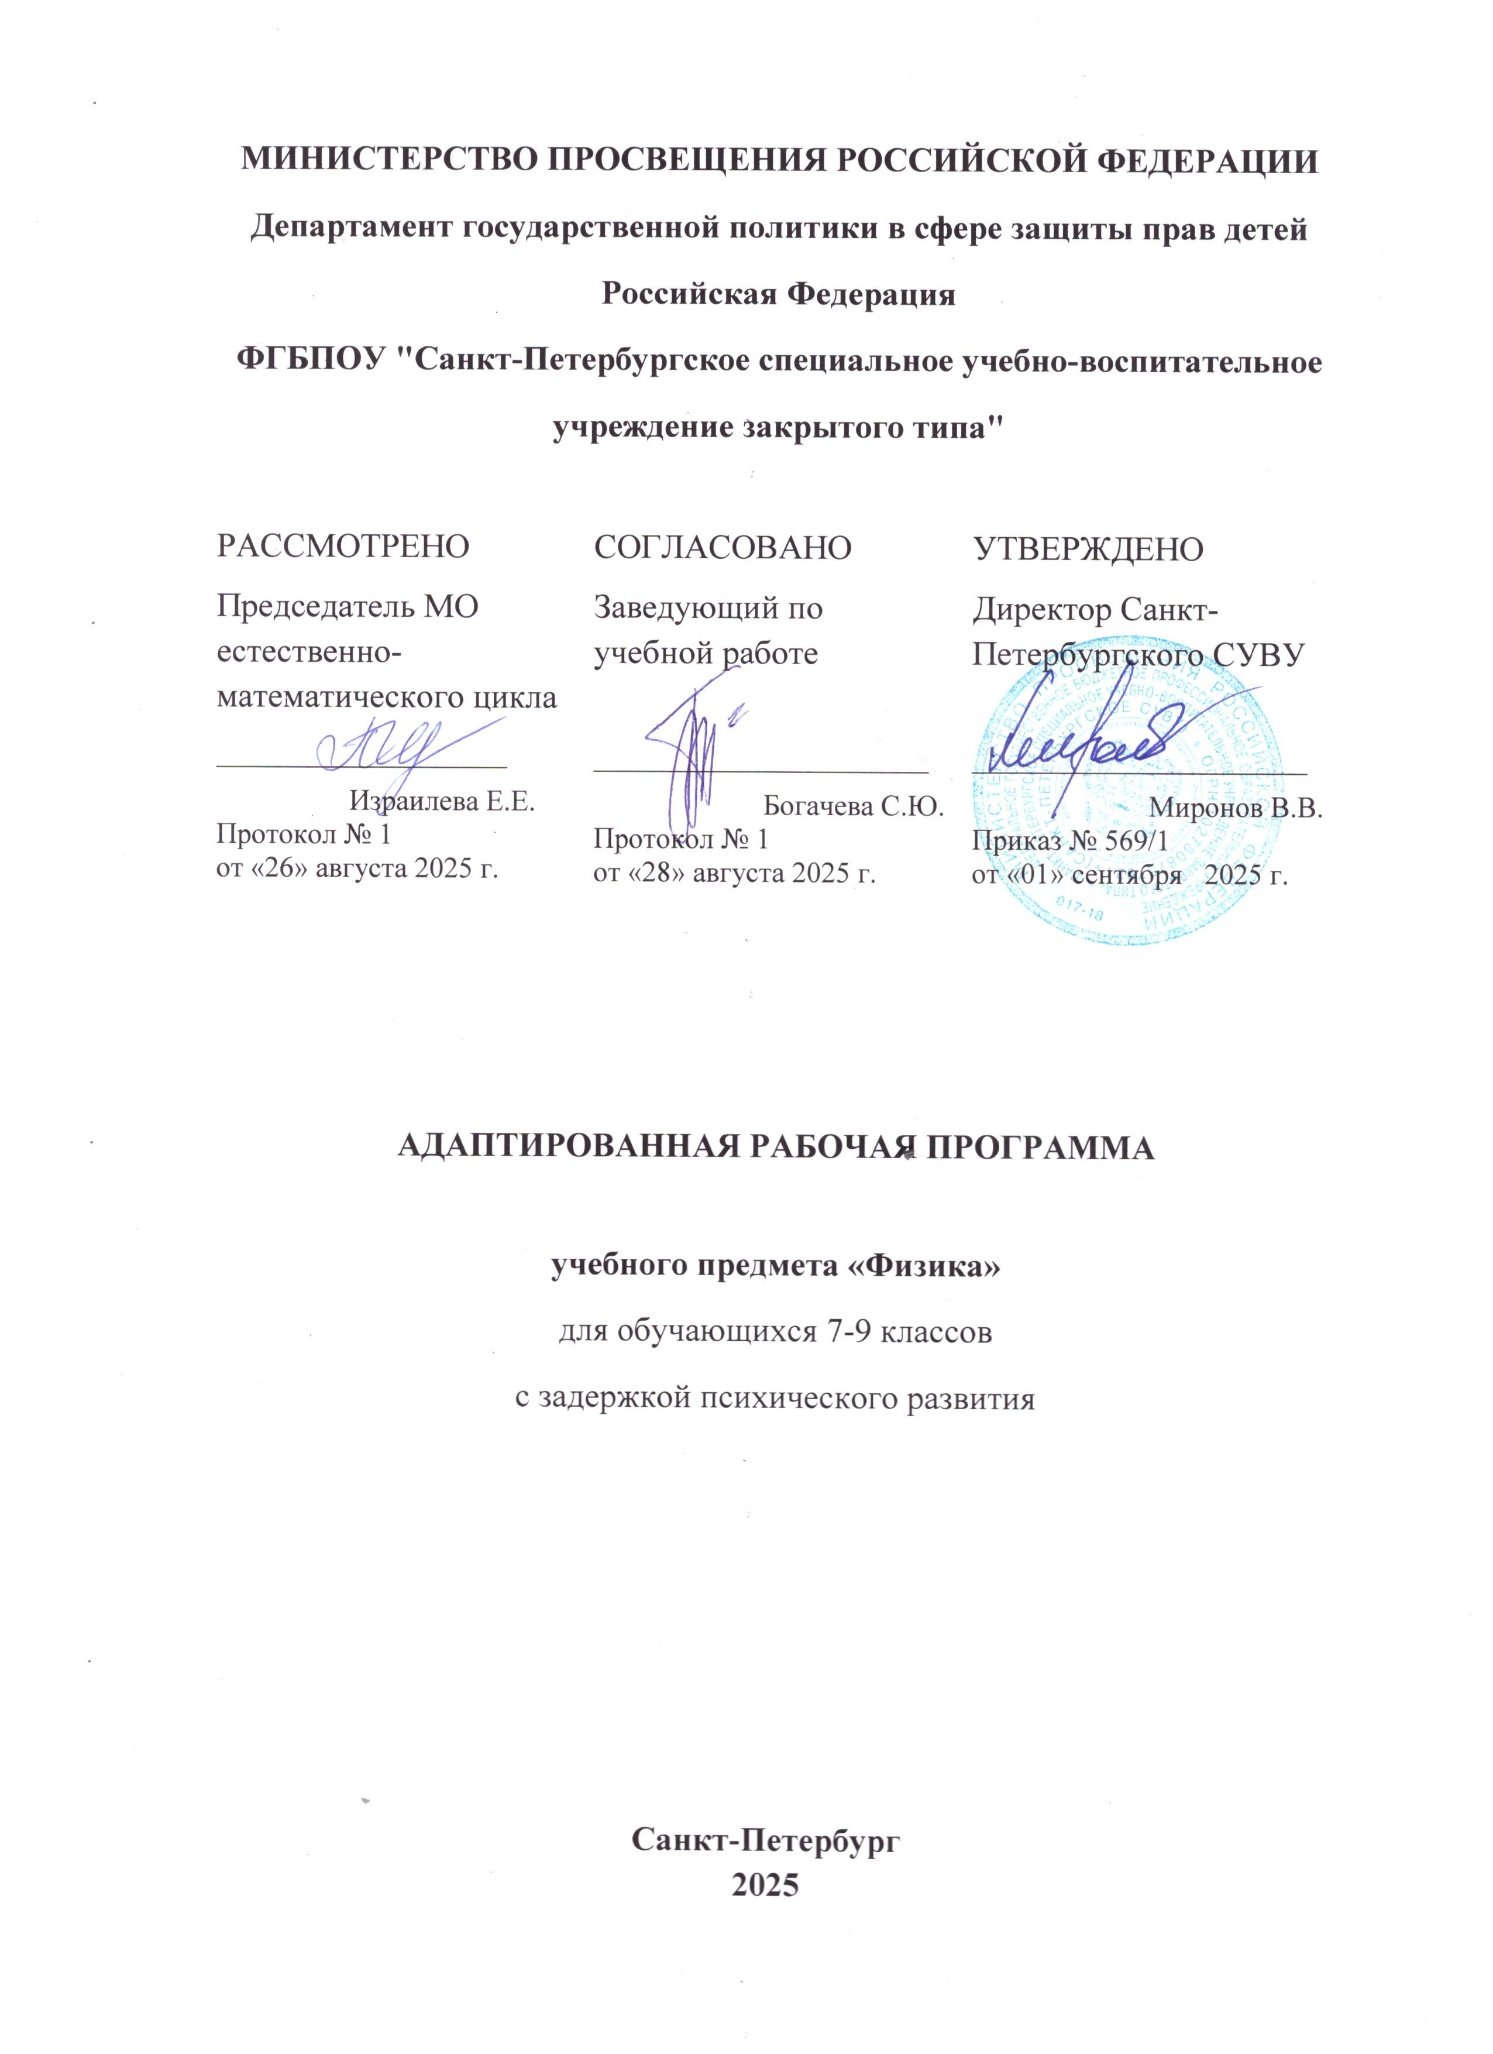 МИНИСТЕРСТВО ПРОСВЕЩЕНИЯ РОССИЙСКОЙ ФЕДЕРАЦИИ
Департамент государственной политики в сфере защиты прав детей
Российская Федерация
ФГБПОУ "Санкт-Петербургское специальное учебно-воспитательное
учреждение закрытого типа"
РАССМОТРЕНО
Председатель МО
естественно-
математического цикла
Израилева Е.Е.
Протокол № 1
от «26» августа 2025 г.
СОГЛАСОВАНО
Заведующий по
учебной работе
Богачева С.Ю.
Протокол № 1
от «28» августа 2025 г.
УТВЕРЖДЕНО
Директор Санкт-
Петербургского СУВУ
Миронов В.В.
Приказ № 569/1
от «01» сентября 2025 г.
017-18
АДАПТИРОВАННАЯ РАБОЧАЯ ПРОГРАММА
учебного предмета «Физика»
для обучающихся 7-9 классов
с задержкой психического развития
Санкт-Петербург
2025